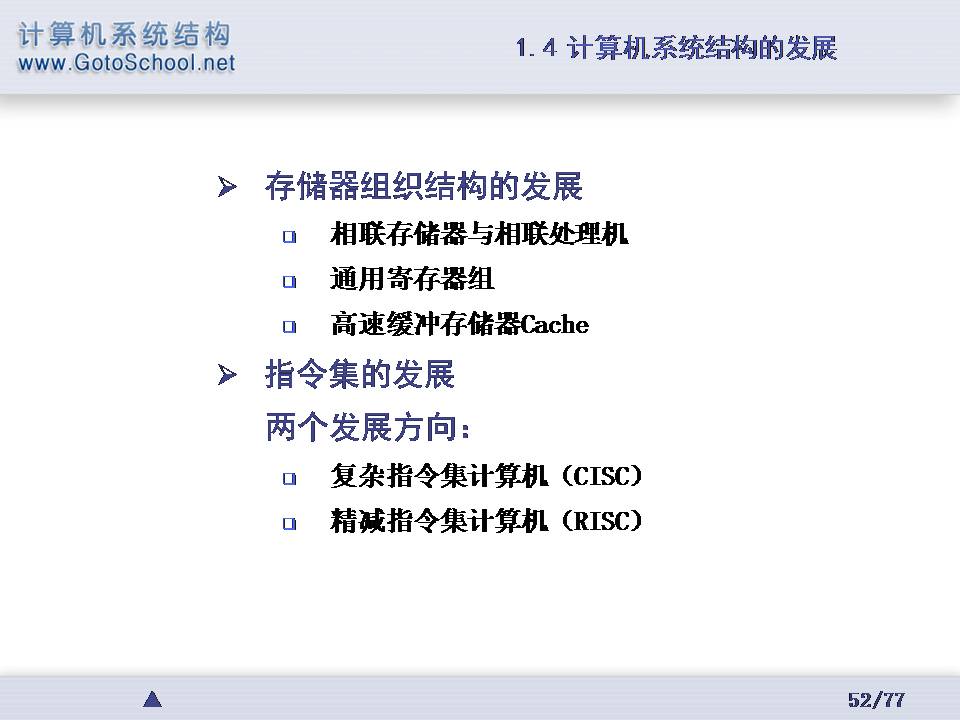 计算机系统结构
www.GotoSchool.net
1.4 计算机系统结构的发展
➢ 存储器组织结构的发展
❑ 相联存储器与相联处理机
❑ 通用寄存器组
❑ 高速缓冲存储器Cache
➢ 指令集的发展
两个发展方向：
❑ 复杂指令集计算机（CISC）
❑ 精减指令集计算机（RISC）
52/77